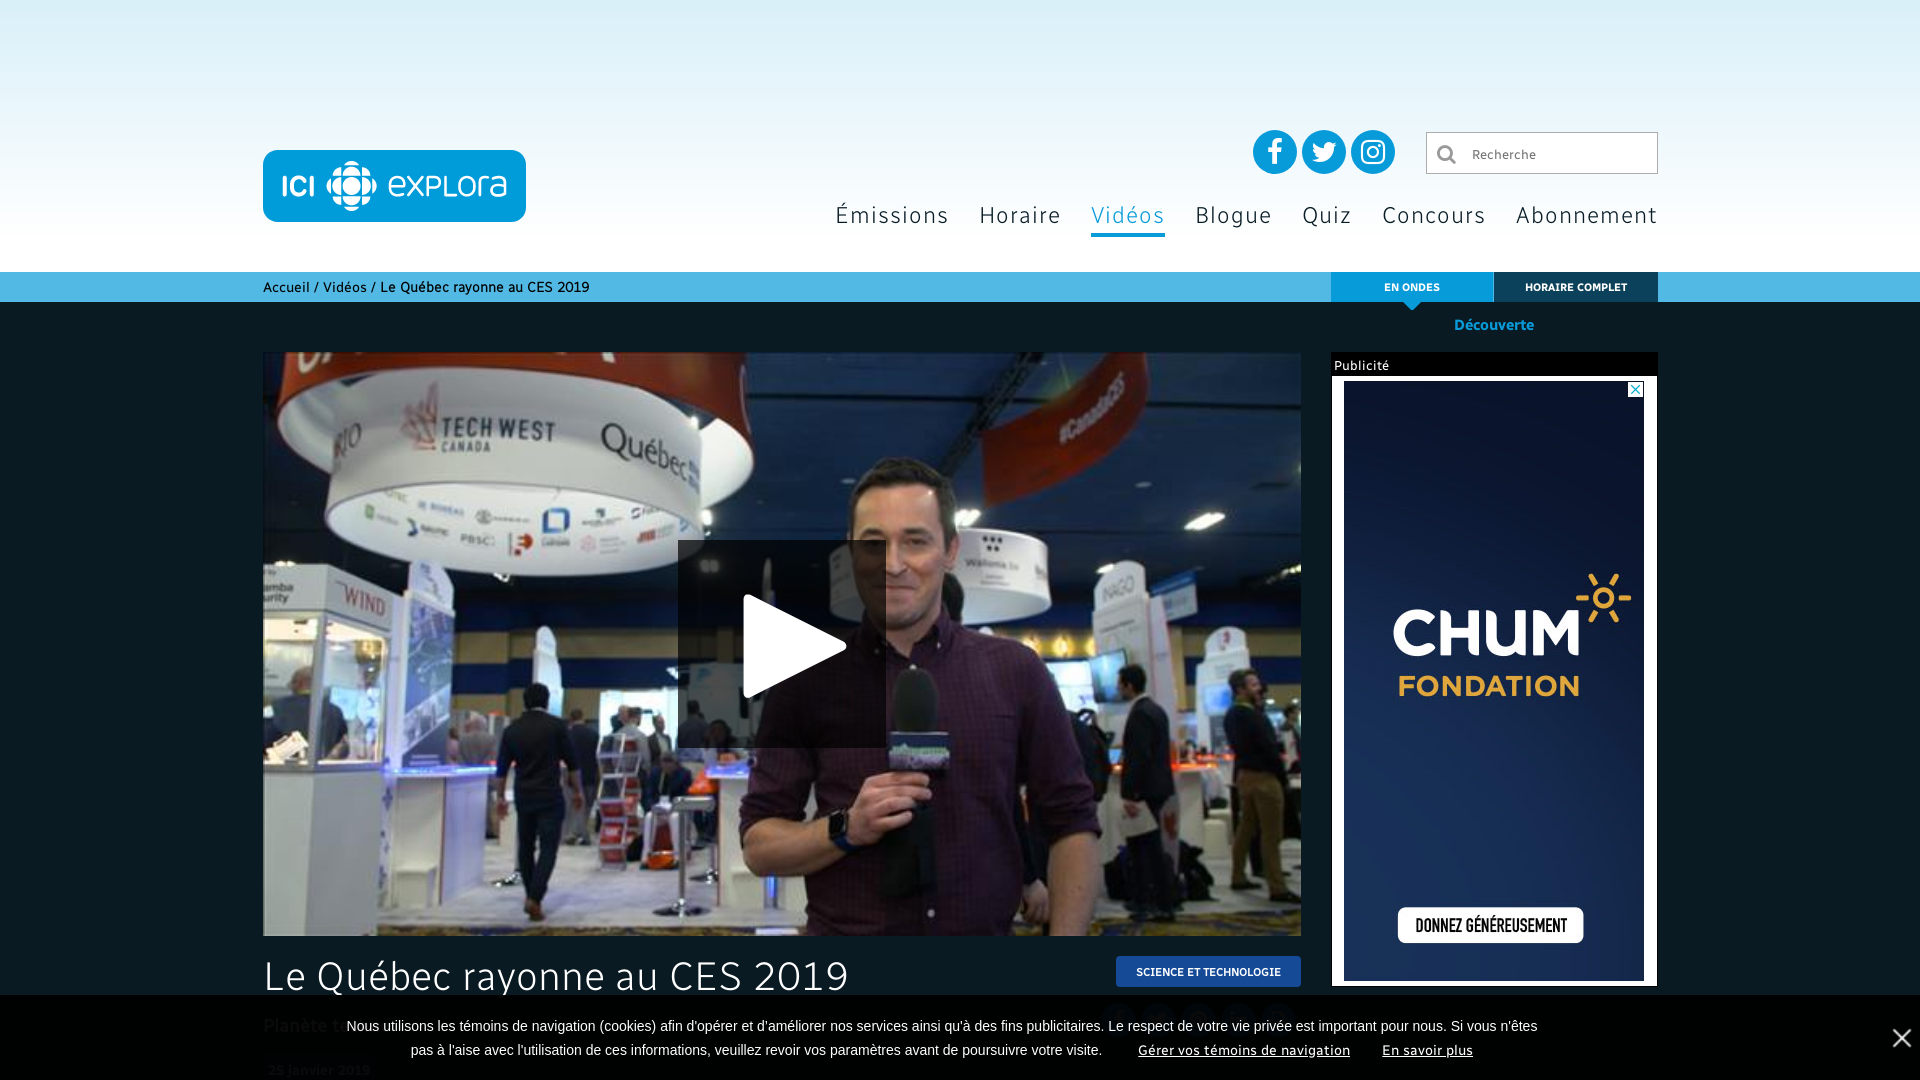 ICI explora
Recherche
Émissions Horaire Vidéos Blogue Quiz Concours Abonnement
Accueil / Vidéos / Le Québec rayonne au CES 2019
EN ONDES
HORAIRE COMPLET
Découverte
Publicité
TECH WEST
CANADA
Québec
#CanadaCES
WIND
INAGO
PBSC
CHUM
FONDATION
DONNEZ GÉNÉREUSEMENT
Le Québec rayonne au CES 2019
SCIENCE ET TECHNOLOGIE
Nous utilisons les témoins de navigation (cookies) afin d'opérer et d’améliorer nos services ainsi qu'à des fins publicitaires. Le respect de votre vie privée est important pour nous. Si vous n'êtes
pas à l'aise avec l'utilisation de ces informations, veuillez revoir vos paramètres avant de poursuivre votre visite. Gérer vos témoins de navigation En savoir plus
25 janvier 2019